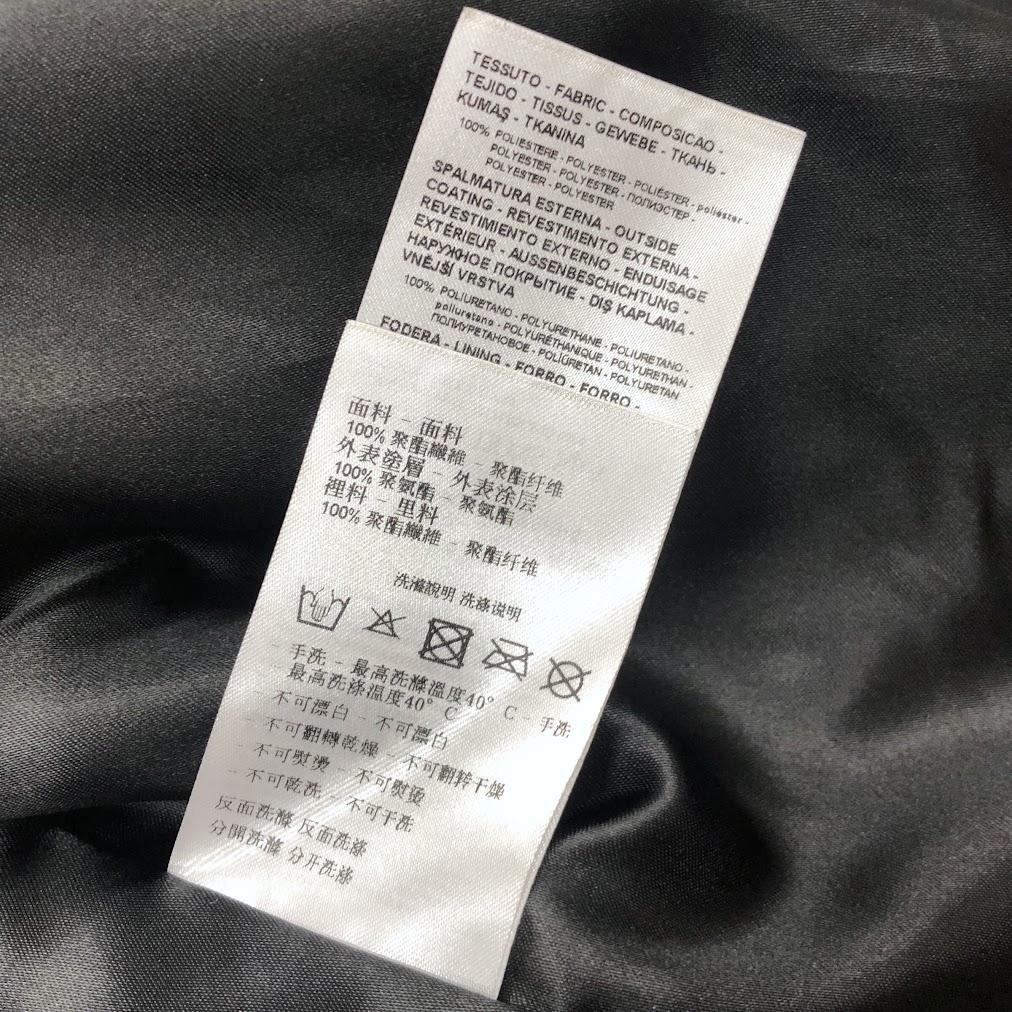 TESSUTO - FABRIC - COMPOSICAO -
TEJIDO - TISSUS - GEWEBE - ТКАНЬ -
KUMAŞ - TKANINA
100% POLIESTERE - POLYESTER - POLIÉSTER - poliéster -
POLYESTER - POLYESTER - ПОЛИЭСТЕР -
POLYESTER - POLYESTER
SPALMATURA ESTERNA - OUTSIDE
COATING - REVESTIMENTO EXTERNA -
REVESTIMIENTO EXTERNO - ENDUISAGE
EXTÉRIEUR - AUSSENBESCHICHTUNG -
НАРУЖНОЕ ПОКРЫТИЕ - DIŞ KAPLAMA -
VNĚJŠÍ VRSTVA
100% POLIURETANO - POLYURETHANE - POLIURETANO -
poliuretano - POLYURÉTHANIQUE - POLYURETHAN -
ПОЛИУРЕТАНОВОЕ - POLİÜRETAN - POLYURETAN
FODERA - LINING - FORRO - FORRO -
面料 - 面料
100% 聚酯纖維 - 聚酯纤维
外表塗層 - 外表涂层
100% 聚氨酯 - 聚氨酯
裡料 - 里料
100% 聚酯纖維 - 聚酯纤维
洗滌說明 洗涤说明
- 手洗 - 最高洗滌溫度40° C - 手洗
- 最高洗涤温度40° C
- 不可漂白 - 不可漂白
- 不可翻轉乾燥 - 不可翻转干燥
- 不可熨燙 - 不可熨烫
- 不可乾洗 - 不可干洗
反面洗滌 反面洗涤
分開洗滌 分开洗涤